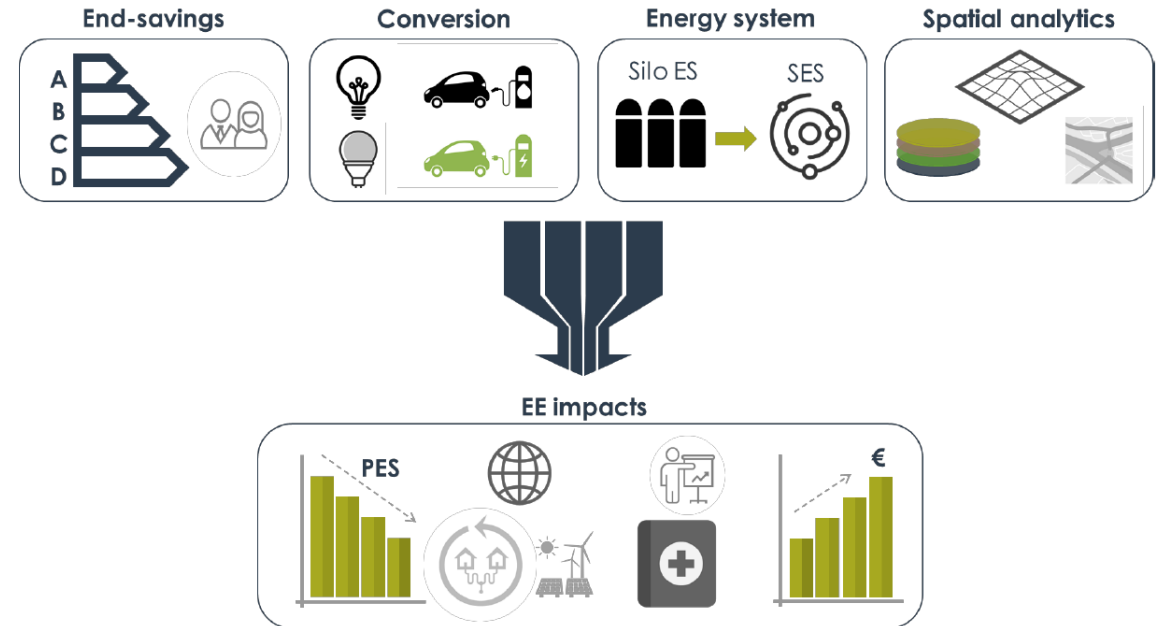 End-savings
Conversion
Energy system
Spatial analytics
A
B
C
D
Silo ES
SES
EE impacts
PES
€